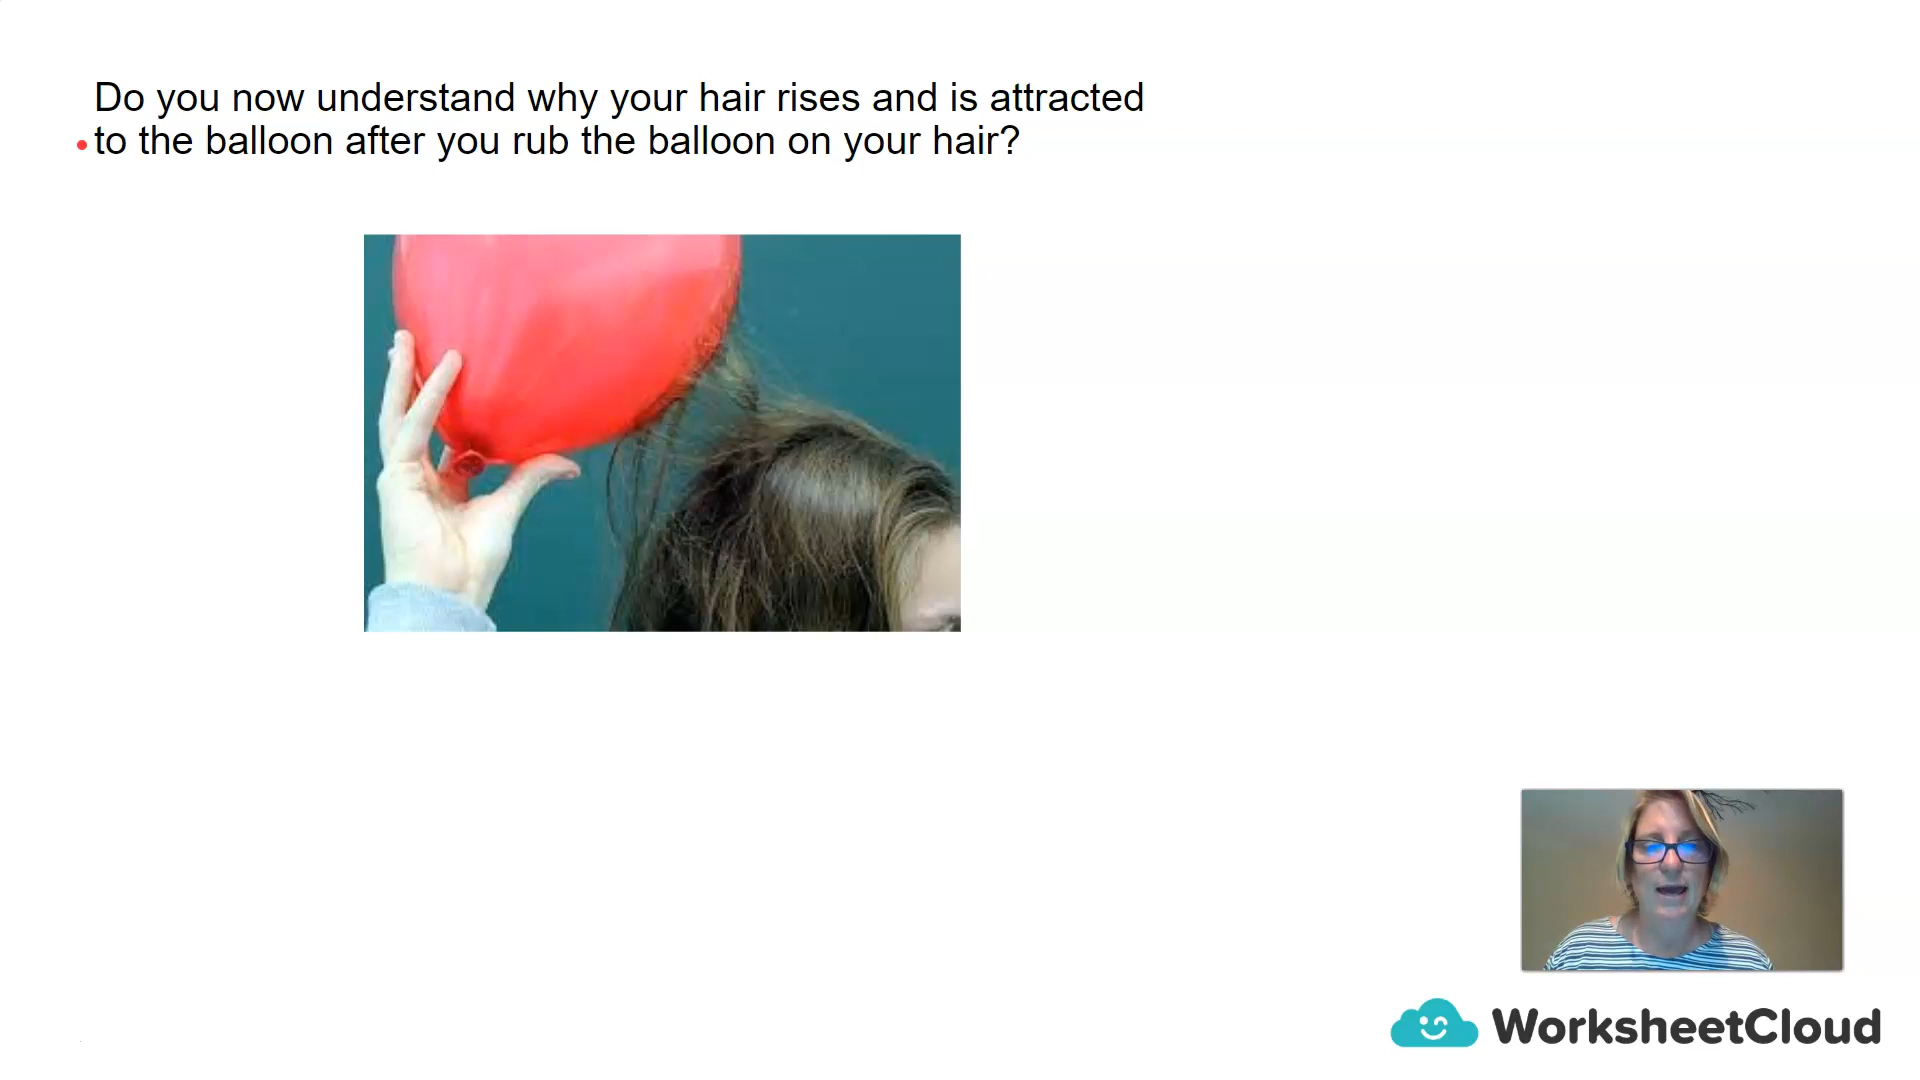 Do you now understand why your hair rises and is attracted
to the balloon after you rub the balloon on your hair?
WorksheetCloud